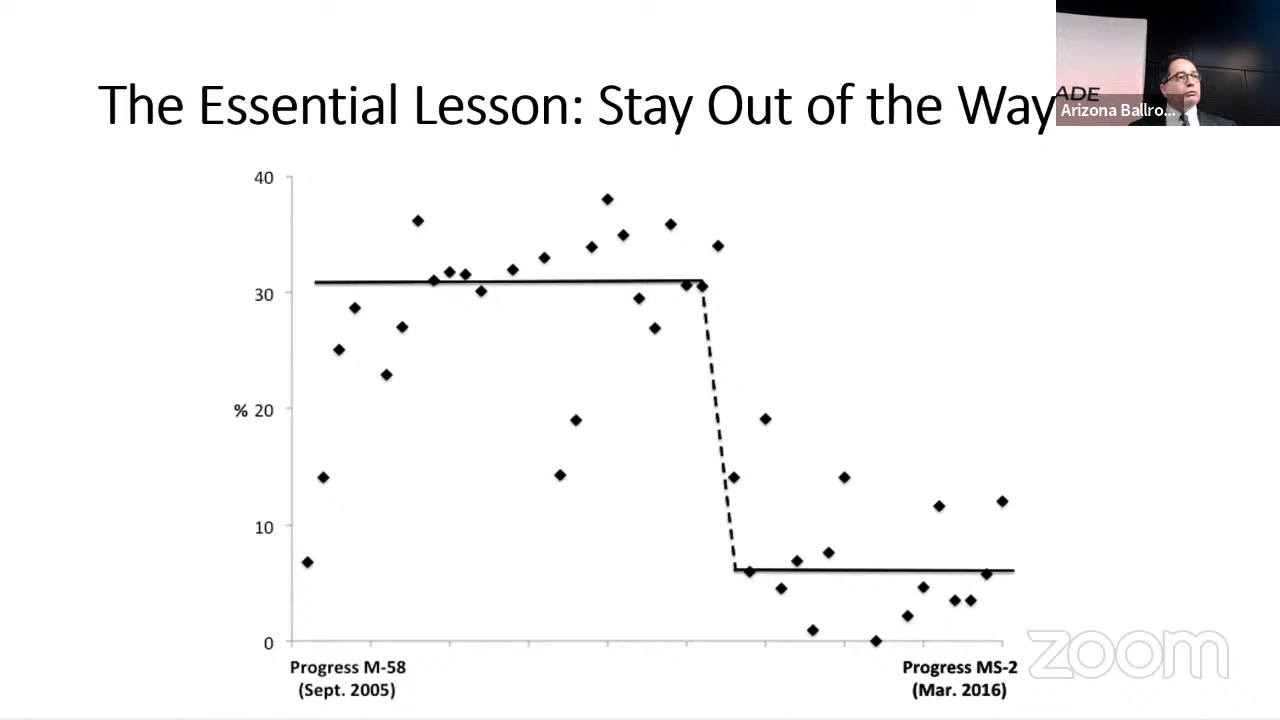 The Essential Lesson: Stay Out of the Way
ADE
Arizona Ballro...
40
30
% 20
10
0
Progress M-58
(Sept. 2005)
Progress MS-2
(Mar. 2016)
zoom